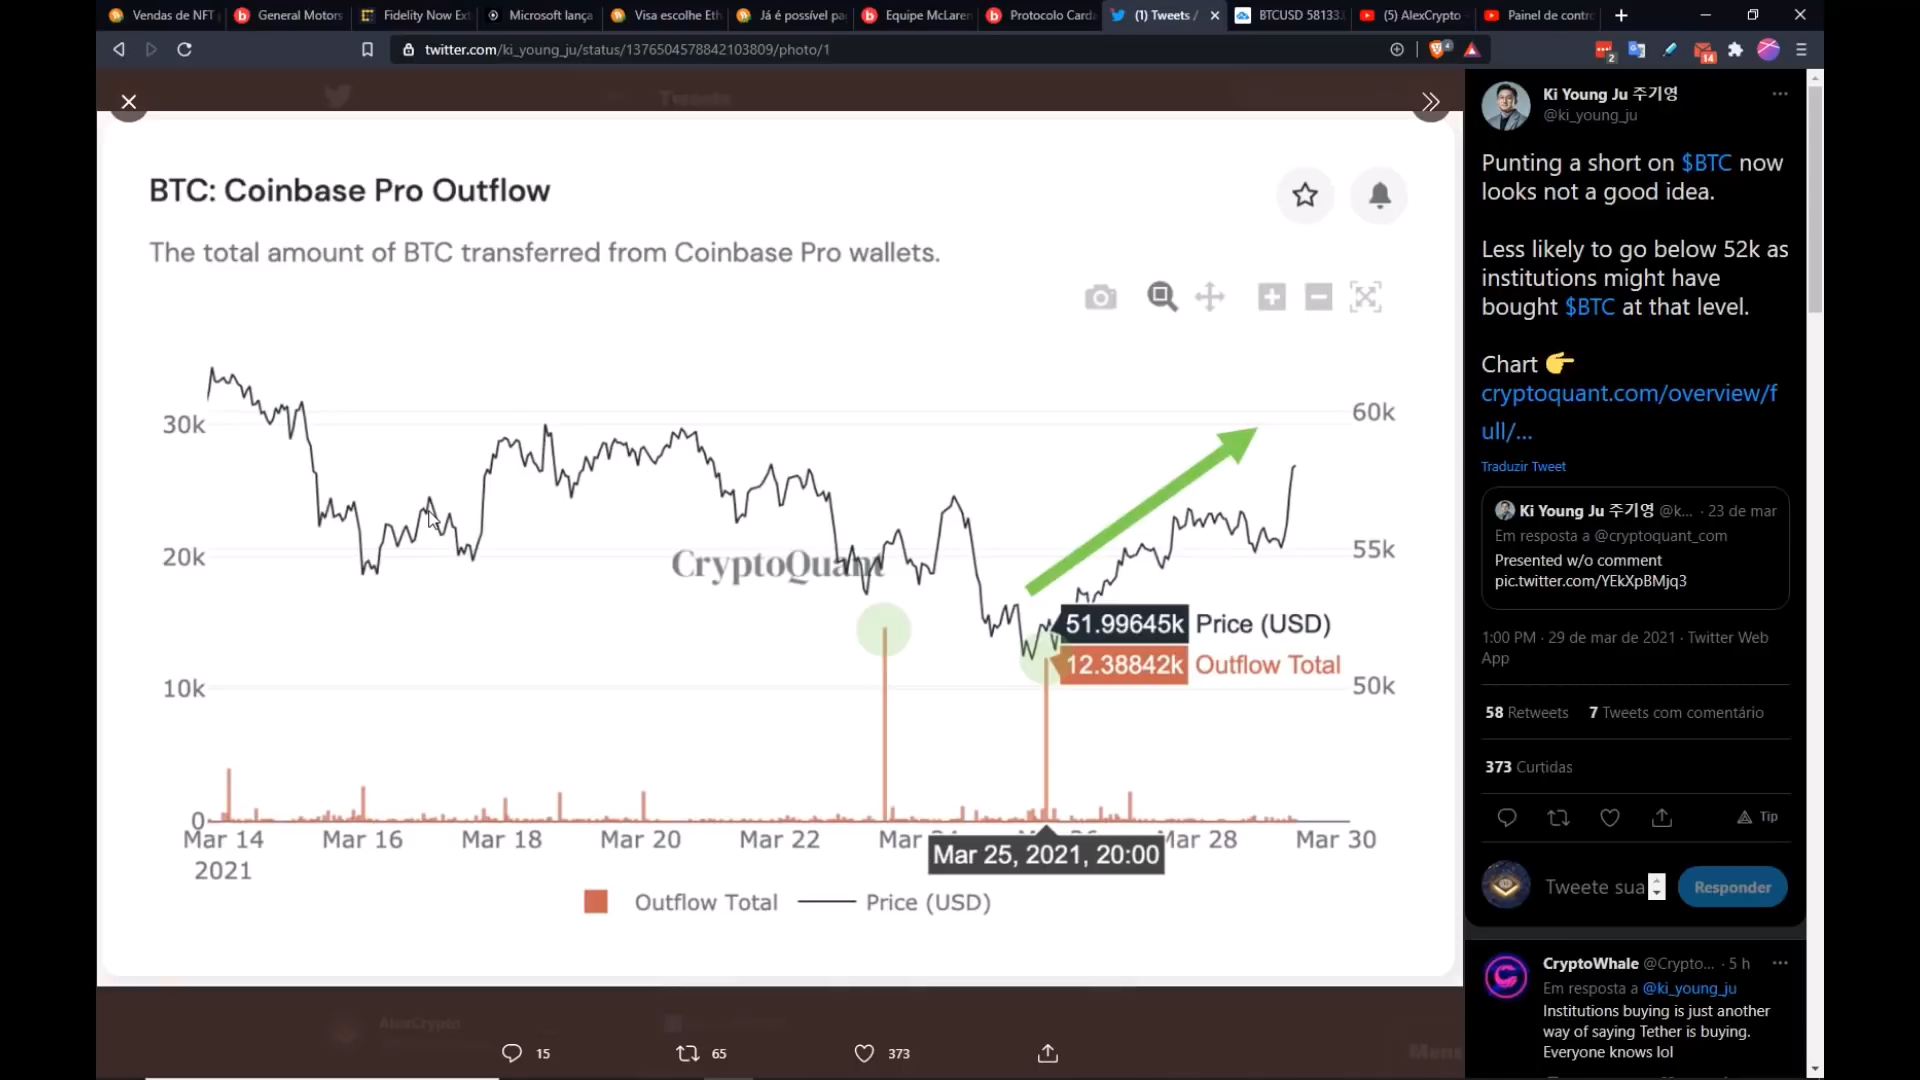 Vendas de NFT
General Motors
Fidelity Now Ext
Microsoft lança
Visa escolhe Eth
Já é possível pa
Equipe McLaren
Protocolo Carda
(1) Tweets /
BTCUSD 58133.
(5) AlexCrypto
Painel de contro
twitter.com/ki_young_ju/status/1376504578842103809/photo/1
4
2
14
Tweets
BTC: Coinbase Pro Outflow
The total amount of BTC transferred from Coinbase Pro wallets.
30k
20k
10k
0
60k
55k
50k
CryptoQuant
51.99645k Price (USD)
12.38842k Outflow Total
Mar 14
2021
Mar 16
Mar 18
Mar 20
Mar 22
Mar 28
Mar 30
Mar 25, 2021, 20:00
Outflow Total
Price (USD)
AlexCrypto
15
65
373
Ki Young Ju 주기영
@ki_young_ju
Punting a short on $BTC now
looks not a good idea.
Less likely to go below 52k as
institutions might have
bought $BTC at that level.
Chart 👉
cryptoquant.com/overview/f
ull/...
Traduzir Tweet
Ki Young Ju 주기영 @k... · 23 de mar
Em resposta a @cryptoquant_com
Presented w/o comment
pic.twitter.com/YEkXpBMjq3
1:00 PM · 29 de mar de 2021 · Twitter Web
App
58 Retweets 7 Tweets com comentário
373 Curtidas
Tip
Tweete sua
Responder
CryptoWhale @Crypto... · 5 h
Em resposta a @ki_young_ju
Institutions buying is just another
way of saying Tether is buying.
Everyone knows lol